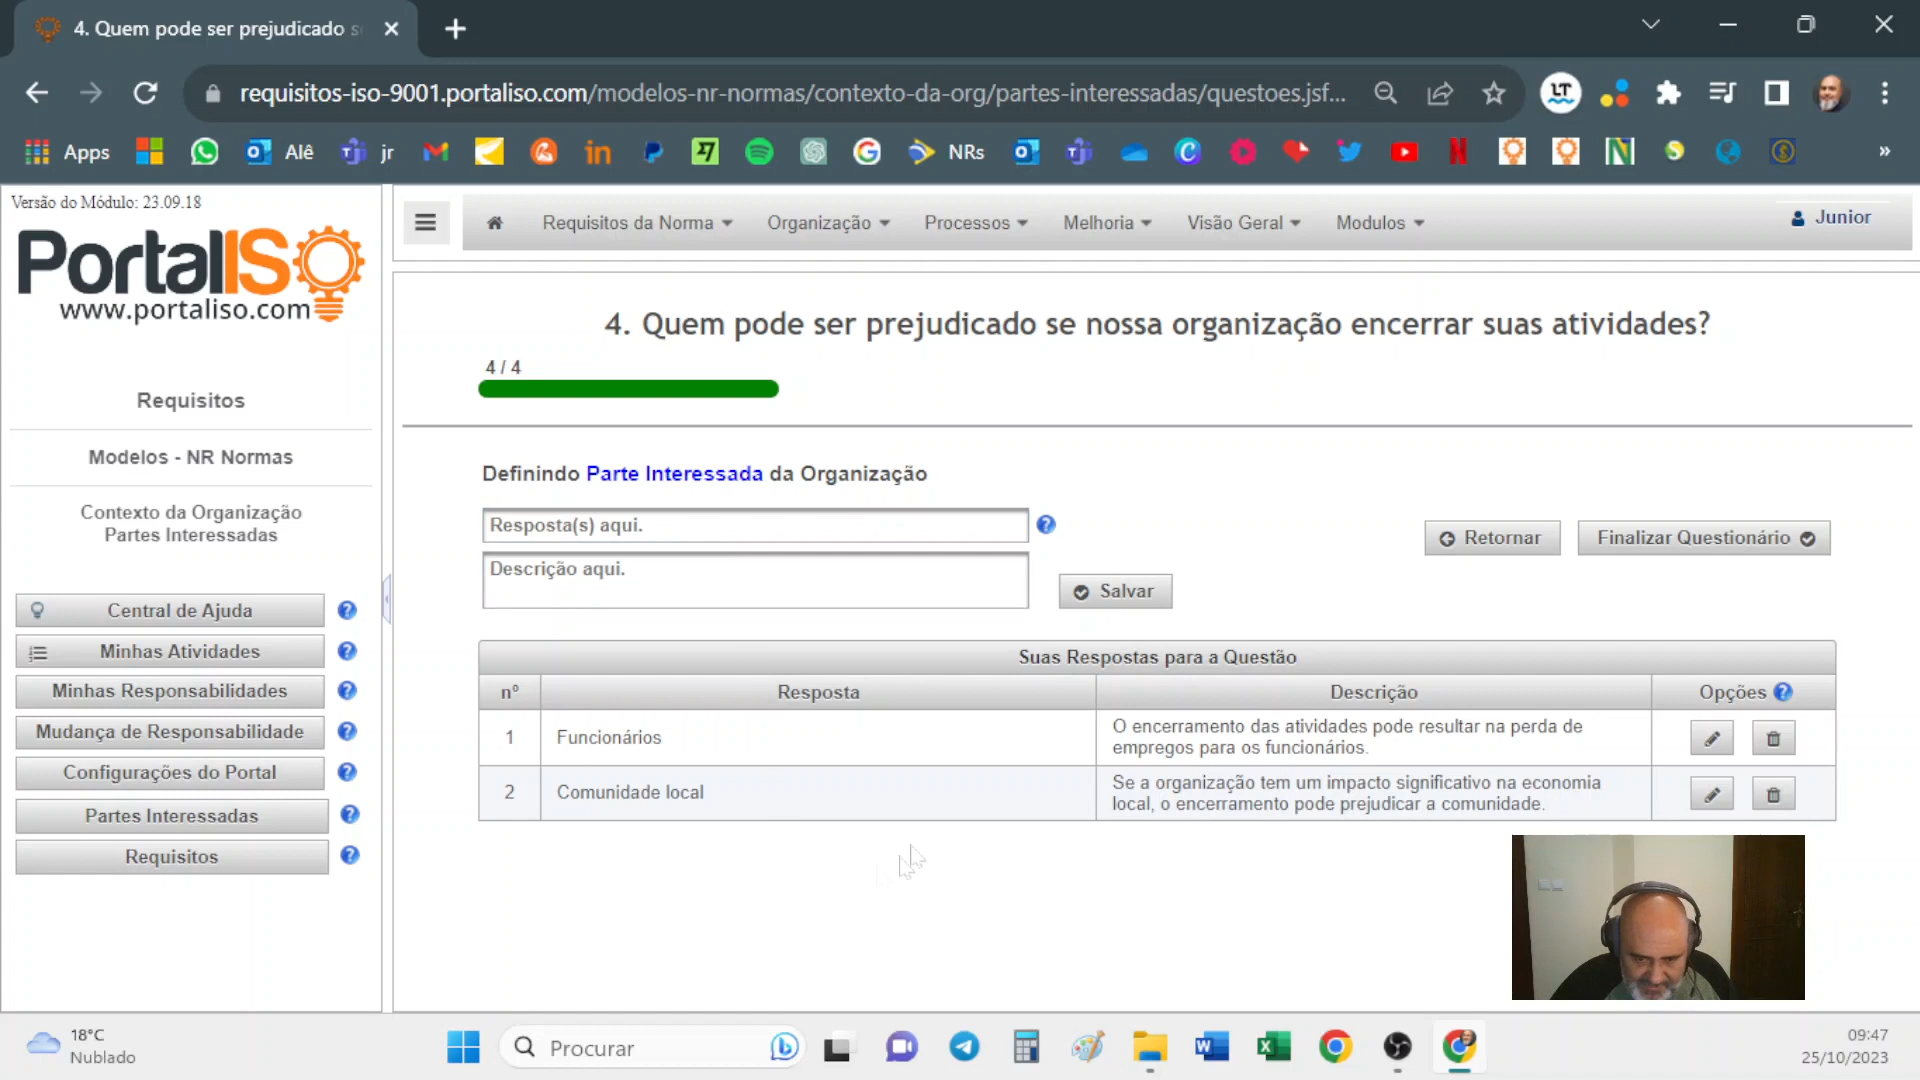 4. Quem pode ser prejudicado s
requisitos-iso-9001.portaliso.com/modelos-nr-normas/contexto-da-org/partes-interessadas/questoes.jsf...
Apps
Alê
jr
NRs
Versão do Módulo: 23.09.18
PortalISO
www.portaliso.com
Requisitos da Norma
Organização
Processos
Melhoria
Visão Geral
Modulos
Junior
4. Quem pode ser prejudicado se nossa organização encerrar suas atividades?
4 / 4
Requisitos
Modelos - NR Normas
Contexto da Organização
Partes Interessadas
Central de Ajuda
Minhas Atividades
Minhas Responsabilidades
Mudança de Responsabilidade
Configurações do Portal
Partes Interessadas
Requisitos
Definindo Parte Interessada da Organização
Resposta(s) aqui.
Descrição aqui.
Salvar
Retornar
Finalizar Questionário
Suas Respostas para a Questão
nº
Resposta
Descrição
Opções
1
Funcionários
O encerramento das atividades pode resultar na perda de
empregos para os funcionários.
2
Comunidade local
Se a organização tem um impacto significativo na economia
local, o encerramento pode prejudicar a comunidade.
18°C
Nublado
Procurar
09:47
25/10/2023